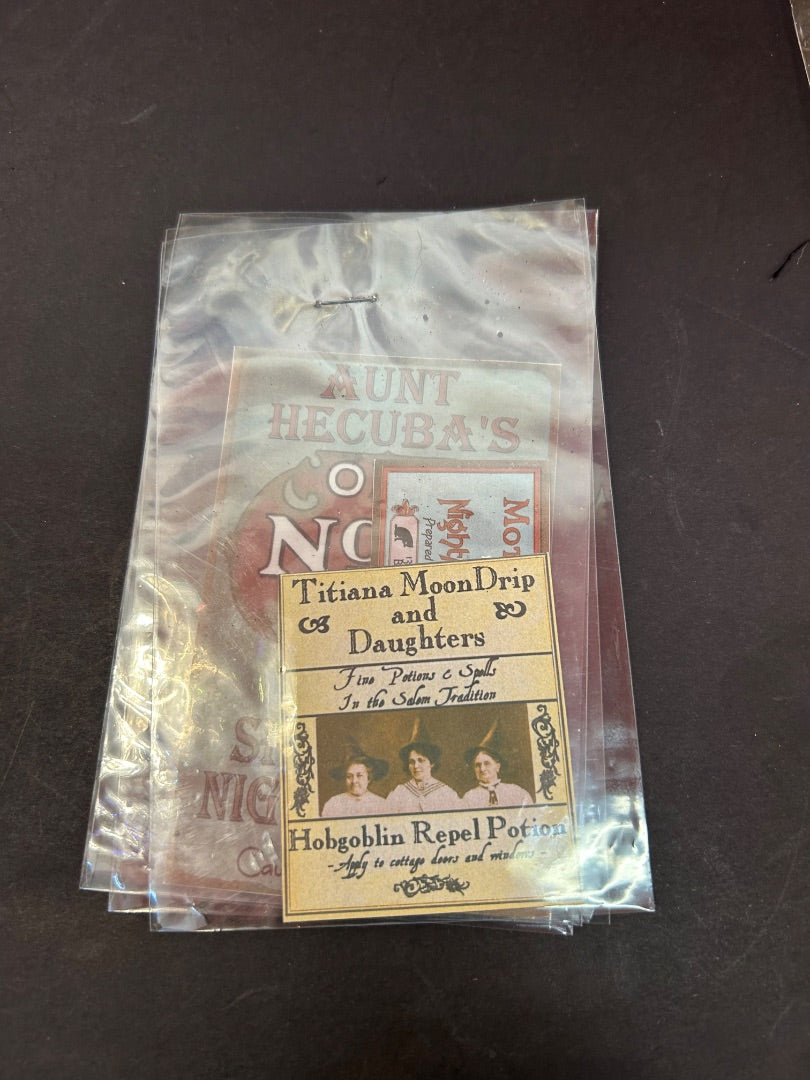 AUNT
HECUBA'S
Titiana MoonDrip
and
Daughters
Fine Potions & Spells
In the Salem Tradition
Hobgoblin Repel Potion
-Apply to cottage doors and windows-
Prepared